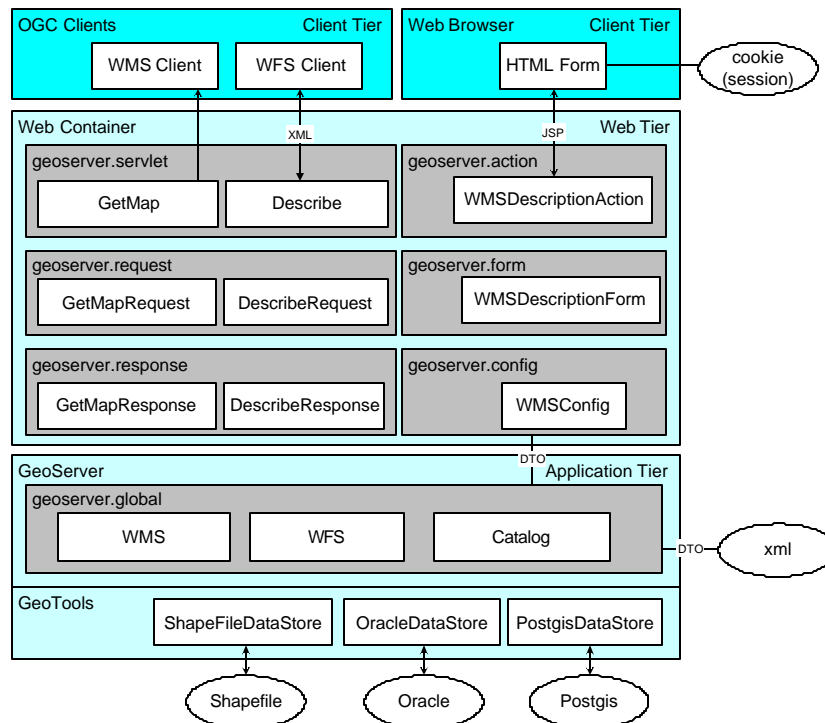 OGC Clients
Client Tier
WMS Client
WFS Client
Web Browser
Client Tier
HTML Form
cookie
(session)
Web Container
Web Tier
XML
JSP
geoserver.servlet
GetMap
Describe
geoserver.action
WMSDescriptionAction
geoserver.request
GetMapRequest
DescribeRequest
geoserver.form
WMSDescriptionForm
geoserver.response
GetMapResponse
DescribeResponse
geoserver.config
WMSConfig
DTO
GeoServer
Application Tier
geoserver.global
WMS
WFS
Catalog
DTO
xml
GeoTools
ShapeFileDataStore
OracleDataStore
PostgisDataStore
Shapefile
Oracle
Postgis